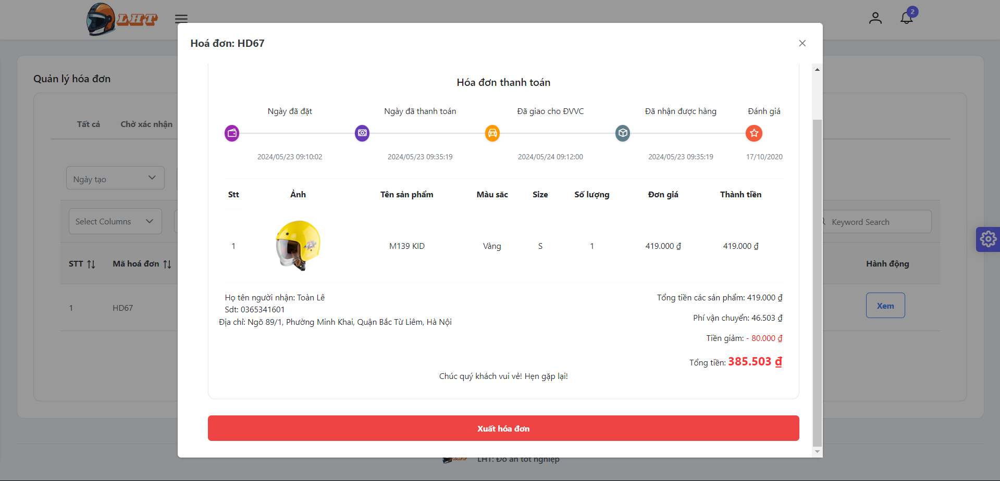 LHT
2
Hoá đơn: HD67
Quản lý hóa đơn
Hóa đơn thanh toán
Ngày đã đặt Ngày đã thanh toán Đã giao cho ĐVVC Đã nhận được hàng Đánh giá
Tất cả Chờ xác nhận
2024/05/23 09:10:02 2024/05/23 09:35:19 2024/05/24 09:12:00 2024/05/23 09:35:19 17/10/2020
Ngày tạo
Stt Ảnh Tên sản phẩm Màu săc Size Số lượng Đơn giá Thành tiền
Select Columns
Keyword Search
1 M139 KID Vàng S 1 419.000 ₫ 419.000 ₫
STT Mã hoá đơn Hành động
Họ tên người nhận: Toàn Lê Tổng tiền các sản phẩm: 419.000 ₫
1 HD67 Xem
Sdt: 0365341601
Phí vận chuyển: 46.503 ₫
Địa chỉ: Ngõ 89/1, Phường Minh Khai, Quận Bắc Từ Liêm, Hà Nội
Tiền giảm: - 80.000 ₫
Tổng tiền: 385.503 ₫
Chúc quý khách vui vẻ! Hẹn gặp lại!
Xuất hóa đơn
LHT: Đồ án tốt nghiệp